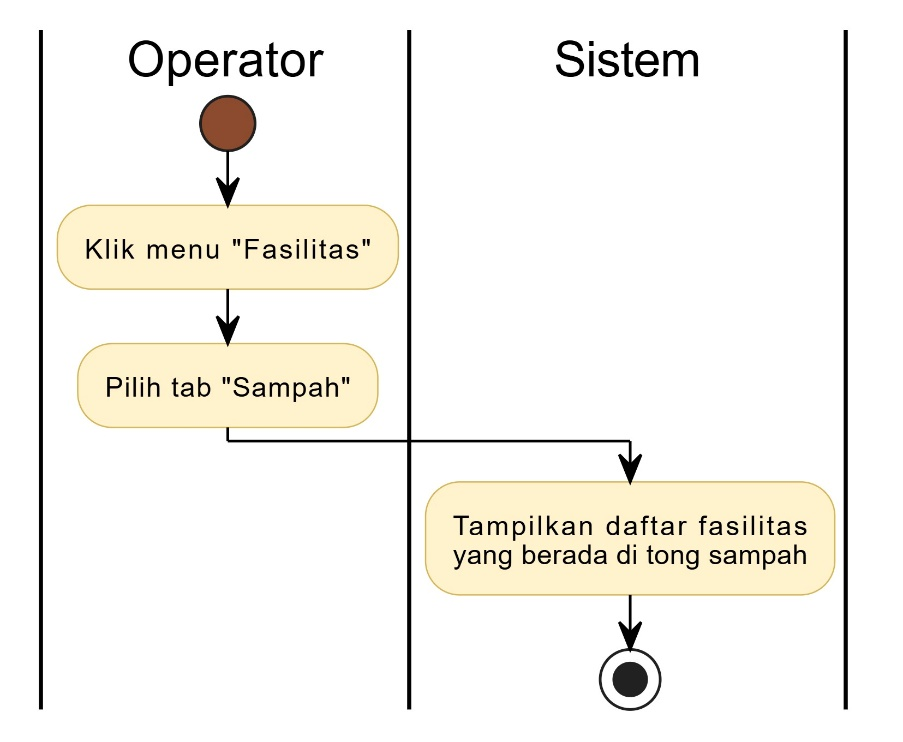 Operator
Sistem
Klik menu "Fasilitas"
Pilih tab "Sampah"
Tampilkan daftar fasilitas
yang berada di tong sampah